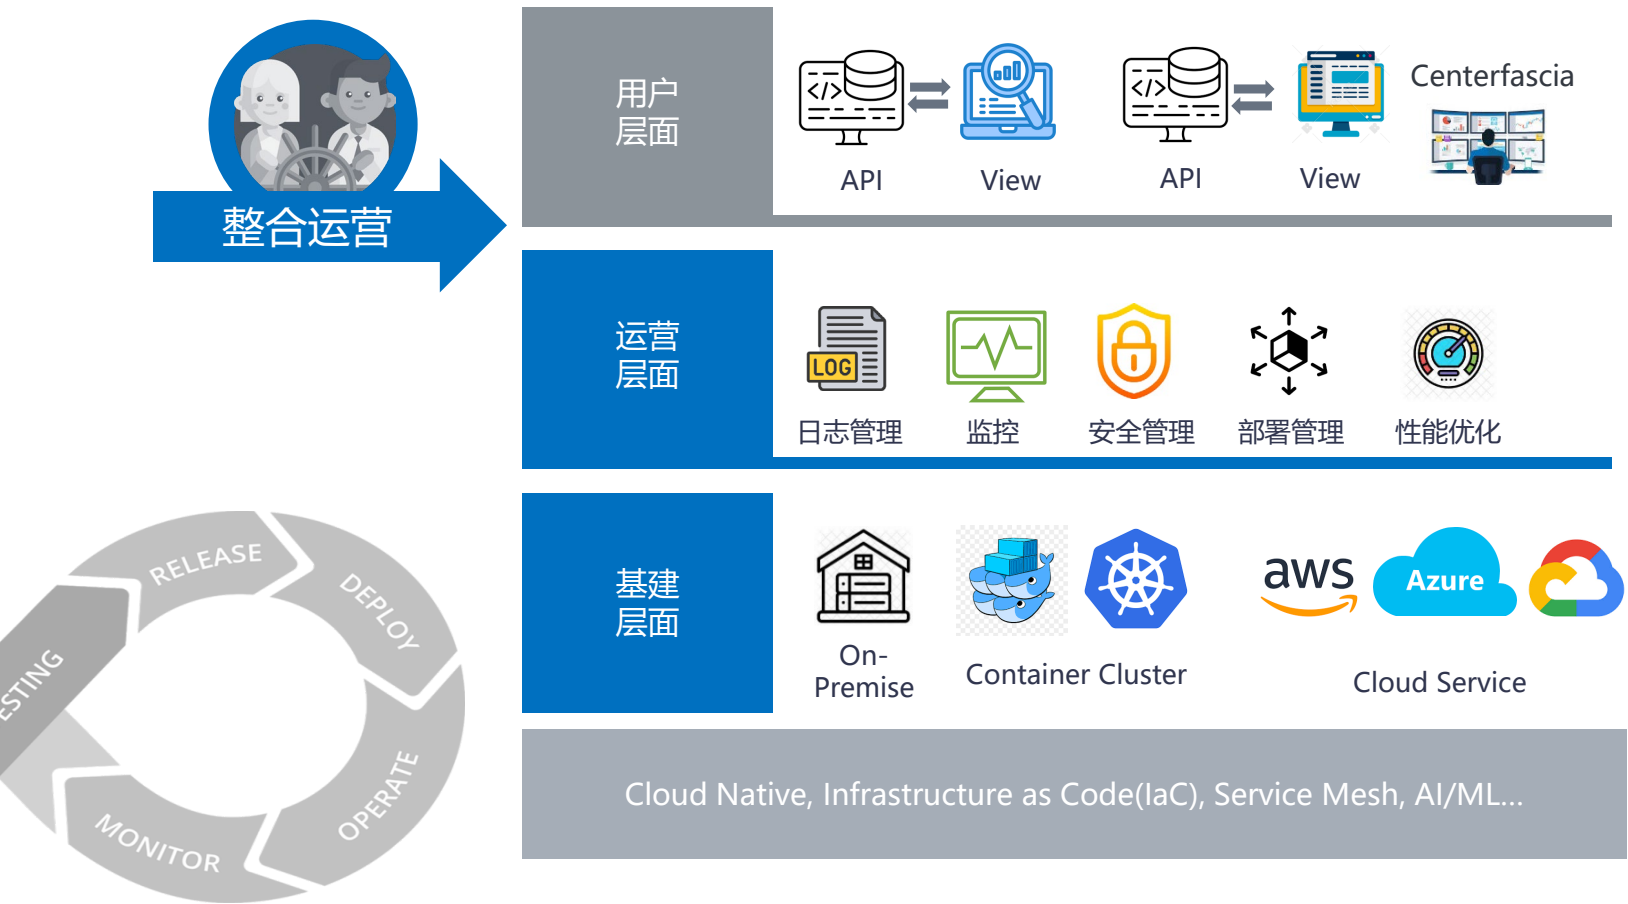 整合运营
用户
层面
</>
API
View
</>
API
View
Centerfascia
运营
层面
LOG
日志管理
监控
安全管理
部署管理
性能优化
基建
层面
On-
Premise
Container Cluster
aws
Azure
Cloud Service
Cloud Native, Infrastructure as Code(IaC), Service Mesh, AI/ML...
RELEASE
DEPLOY
OPERATE
MONITOR
ESTING